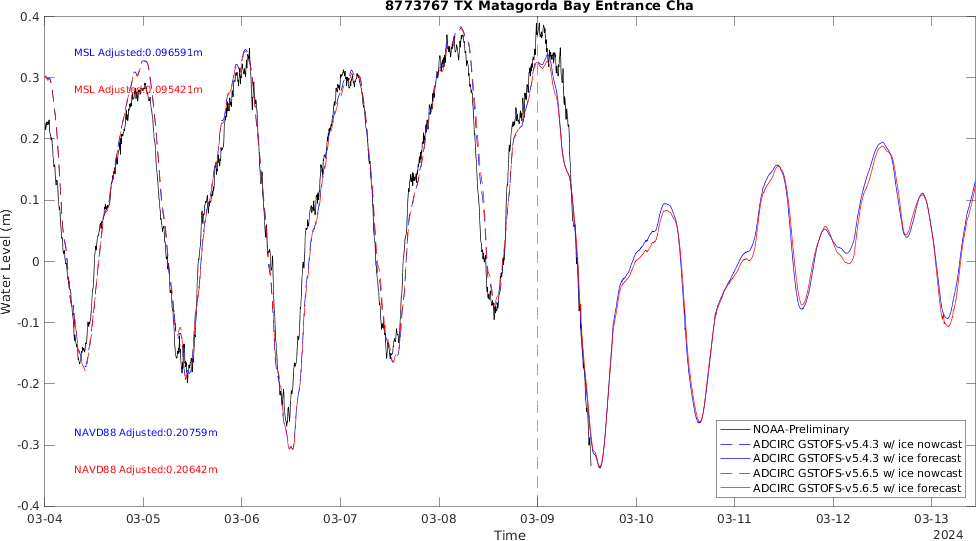 8773767 TX Matagorda Bay Entrance Cha
0.4
0.3
0.2
0.1
0
-0.1
-0.2
-0.3
-0.4
Water Level (m)
MSL Adjusted:0.096591m
MSL Adjusted:0.095421m
NAVD88 Adjusted:0.20759m
NAVD88 Adjusted:0.20642m
NOAA-Preliminary
ADCIRC GSTOFS-v5.4.3 w/ ice nowcast
ADCIRC GSTOFS-v5.4.3 w/ ice forecast
ADCIRC GSTOFS-v5.6.5 w/ ice nowcast
ADCIRC GSTOFS-v5.6.5 w/ ice forecast
03-04 03-05 03-06 03-07 03-08 03-09 03-10 03-11 03-12 03-13
Time
2024